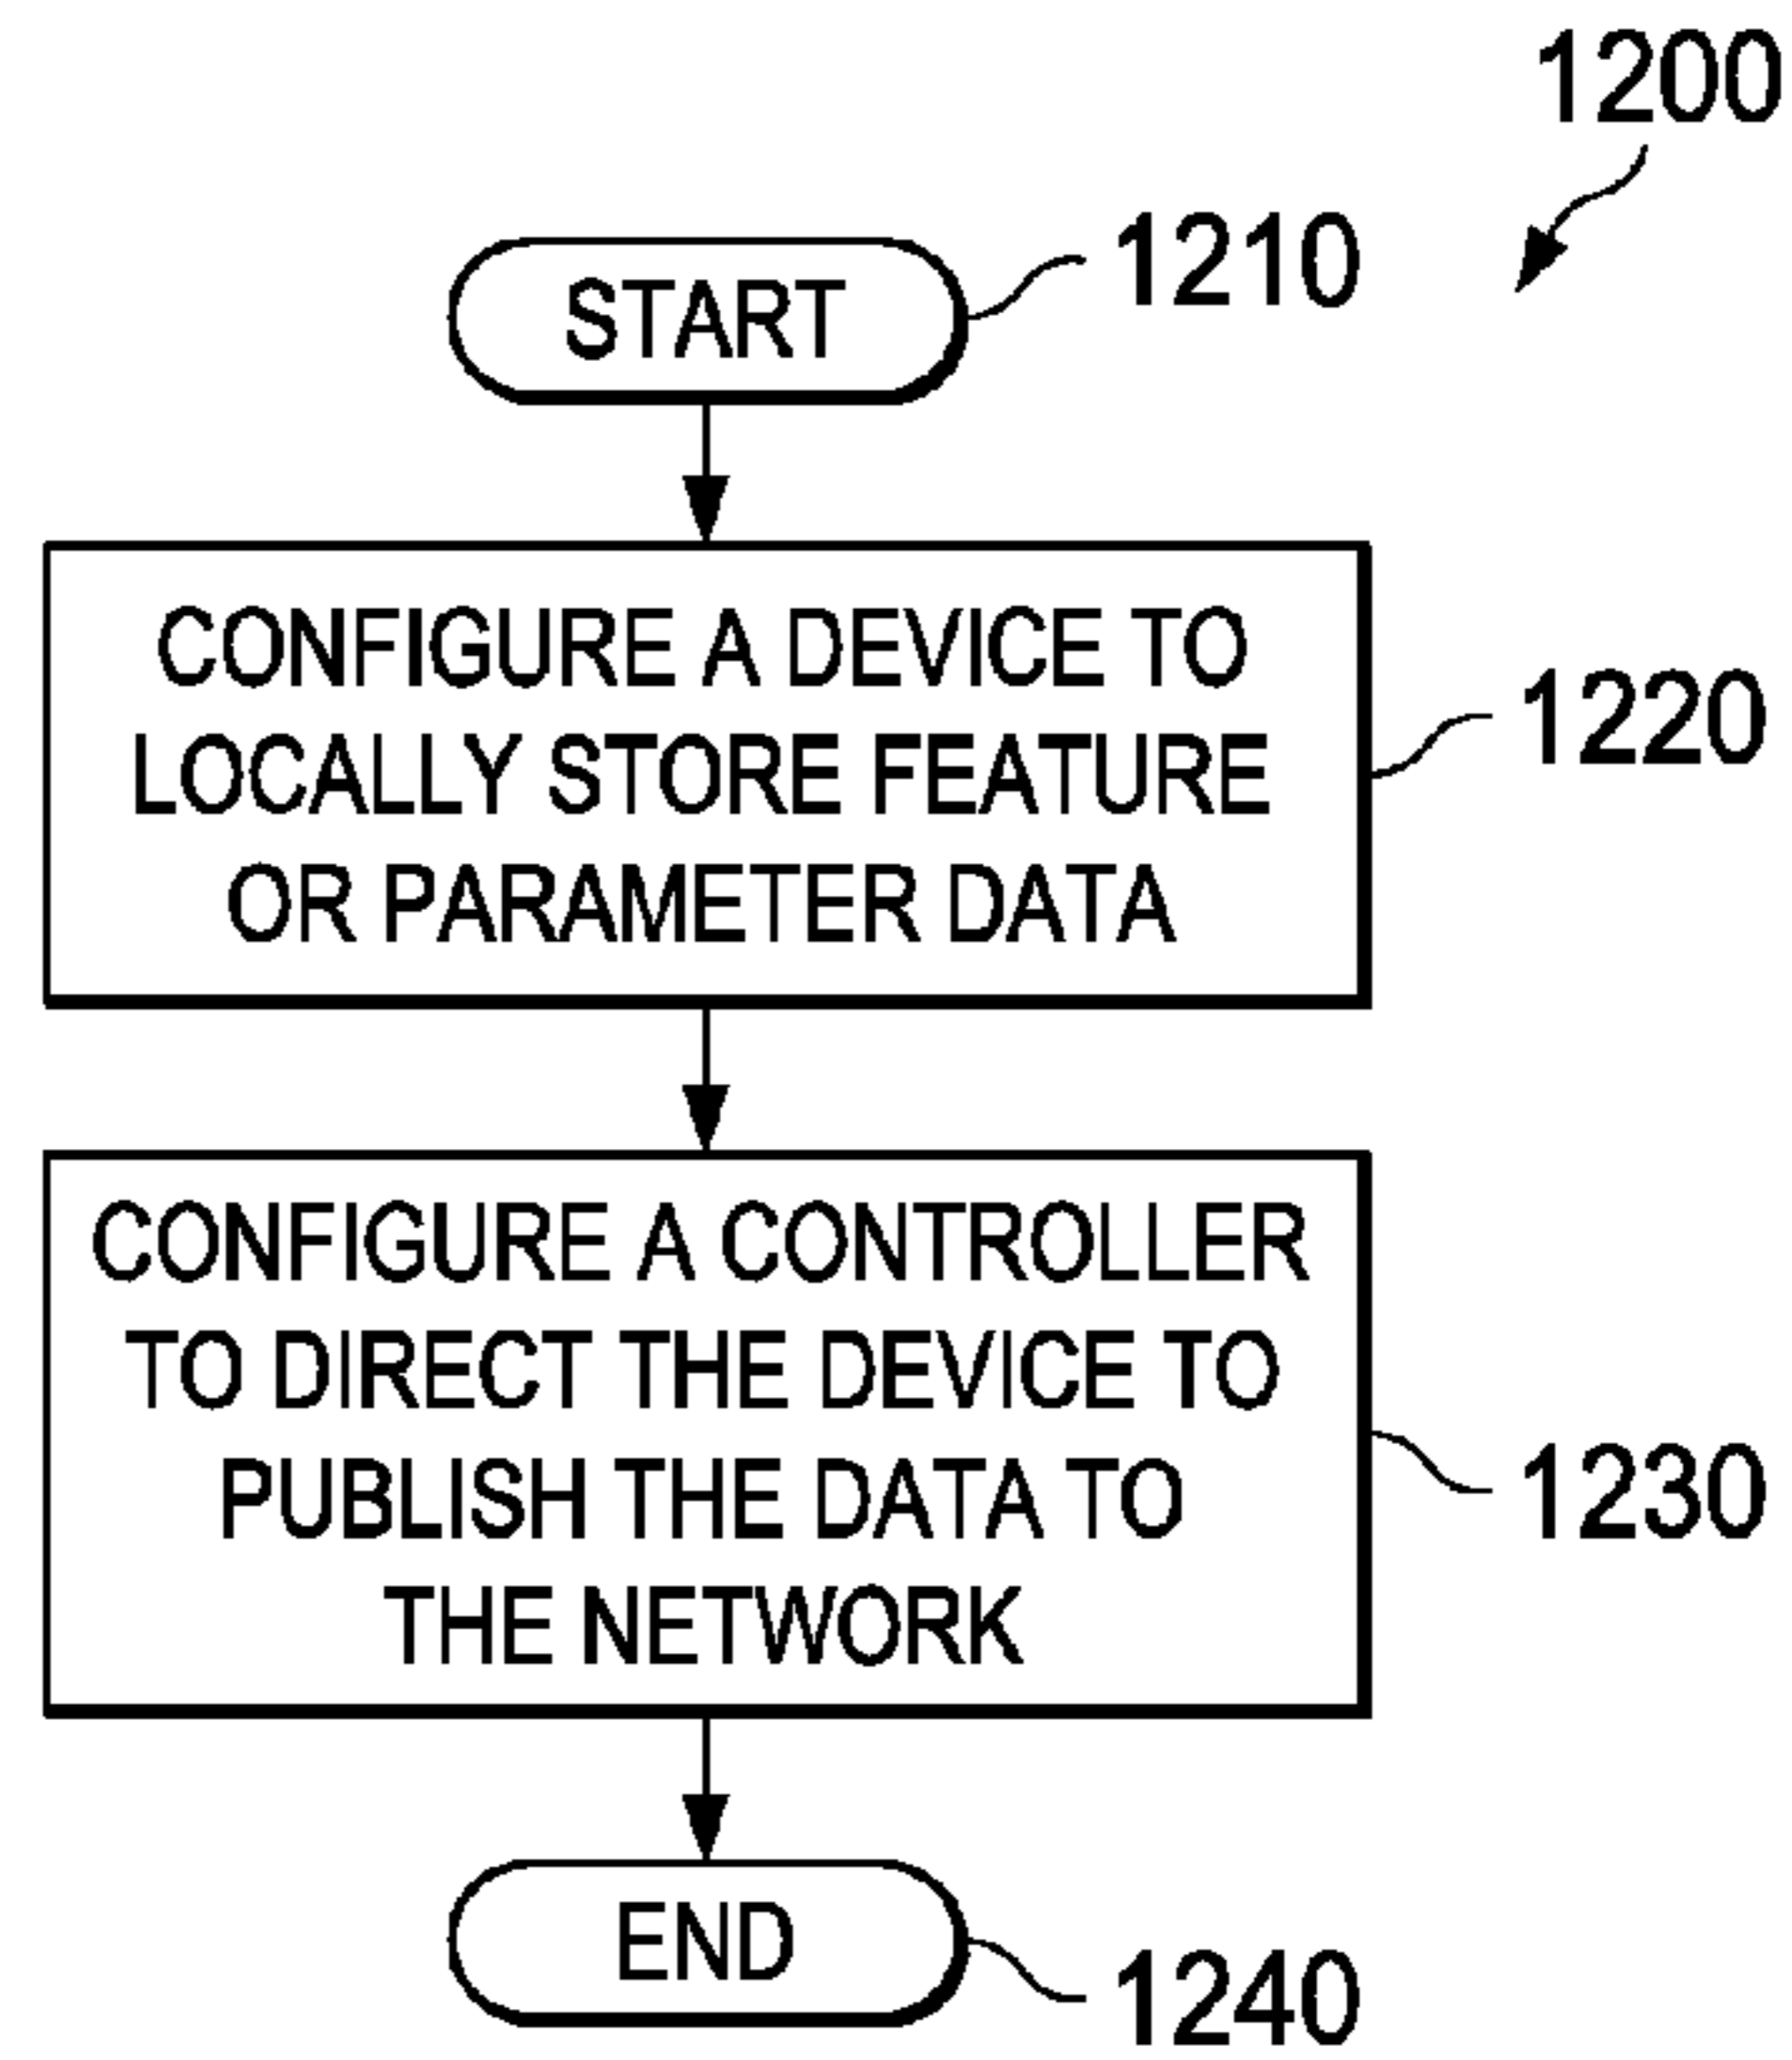 1200
START
1210
CONFIGURE A DEVICE TO
LOCALLY STORE FEATURE
OR PARAMETER DATA
1220
CONFIGURE A CONTROLLER
TO DIRECT THE DEVICE TO
PUBLISH THE DATA TO
THE NETWORK
1230
END
1240